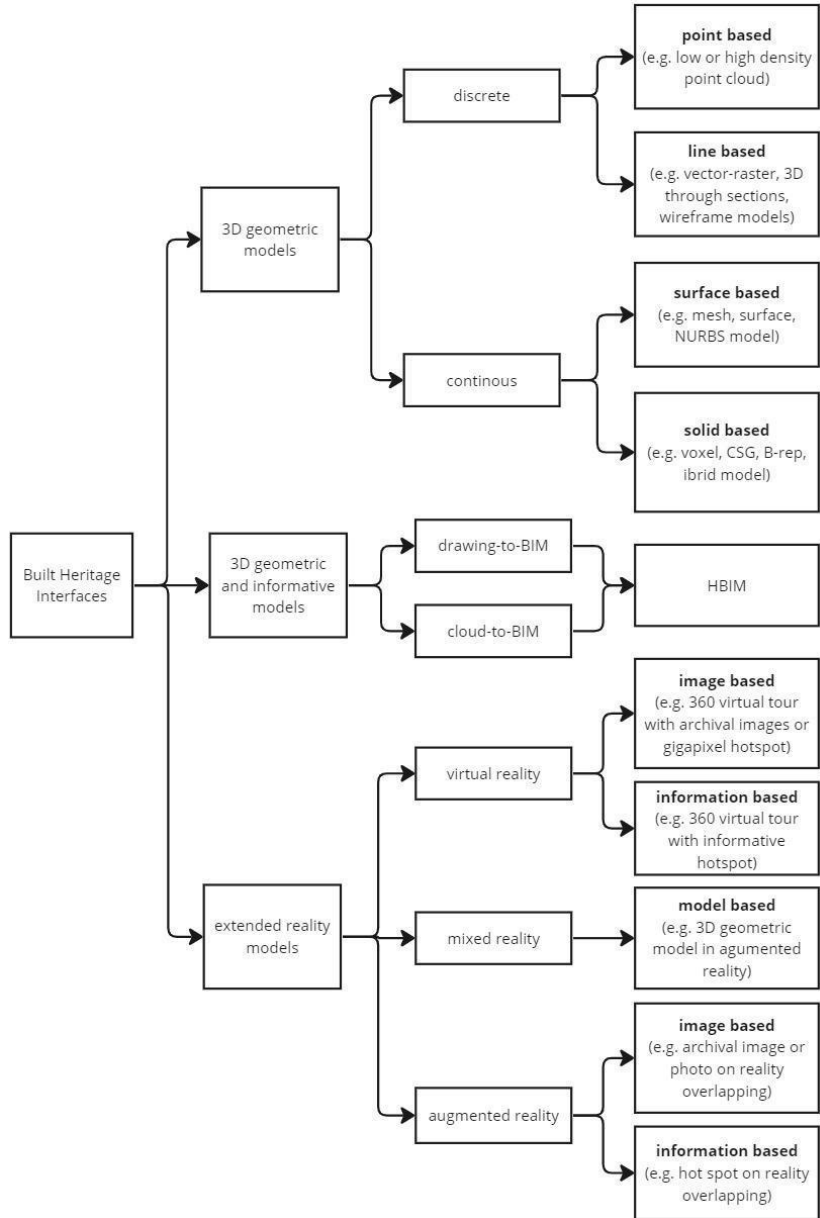 point based
(e.g. low or high density
point cloud)
discrete
line based
(e.g. vector-raster, 3D
through sections,
wireframe models)
3D geometric
models
surface based
(e.g. mesh, surface,
NURBS model)
continous
solid based
(e.g. voxel, CSG, B-rep,
ibrid model)
Built Heritage
Interfaces
3D geometric
and informative
models
drawing-to-BIM
cloud-to-BIM
HBIM
image based
(e.g. 360 virtual tour
with archival images or
gigapixel hotspot)
virtual reality
information based
(e.g. 360 virtual tour
with informative
hotspot)
extended reality
models
mixed reality
model based
(e.g. 3D geometric
model in agumented
reality)
image based
(e.g. archival image or
photo on reality
overlapping)
augmented reality
information based
(e.g. hot spot on reality
overlapping)